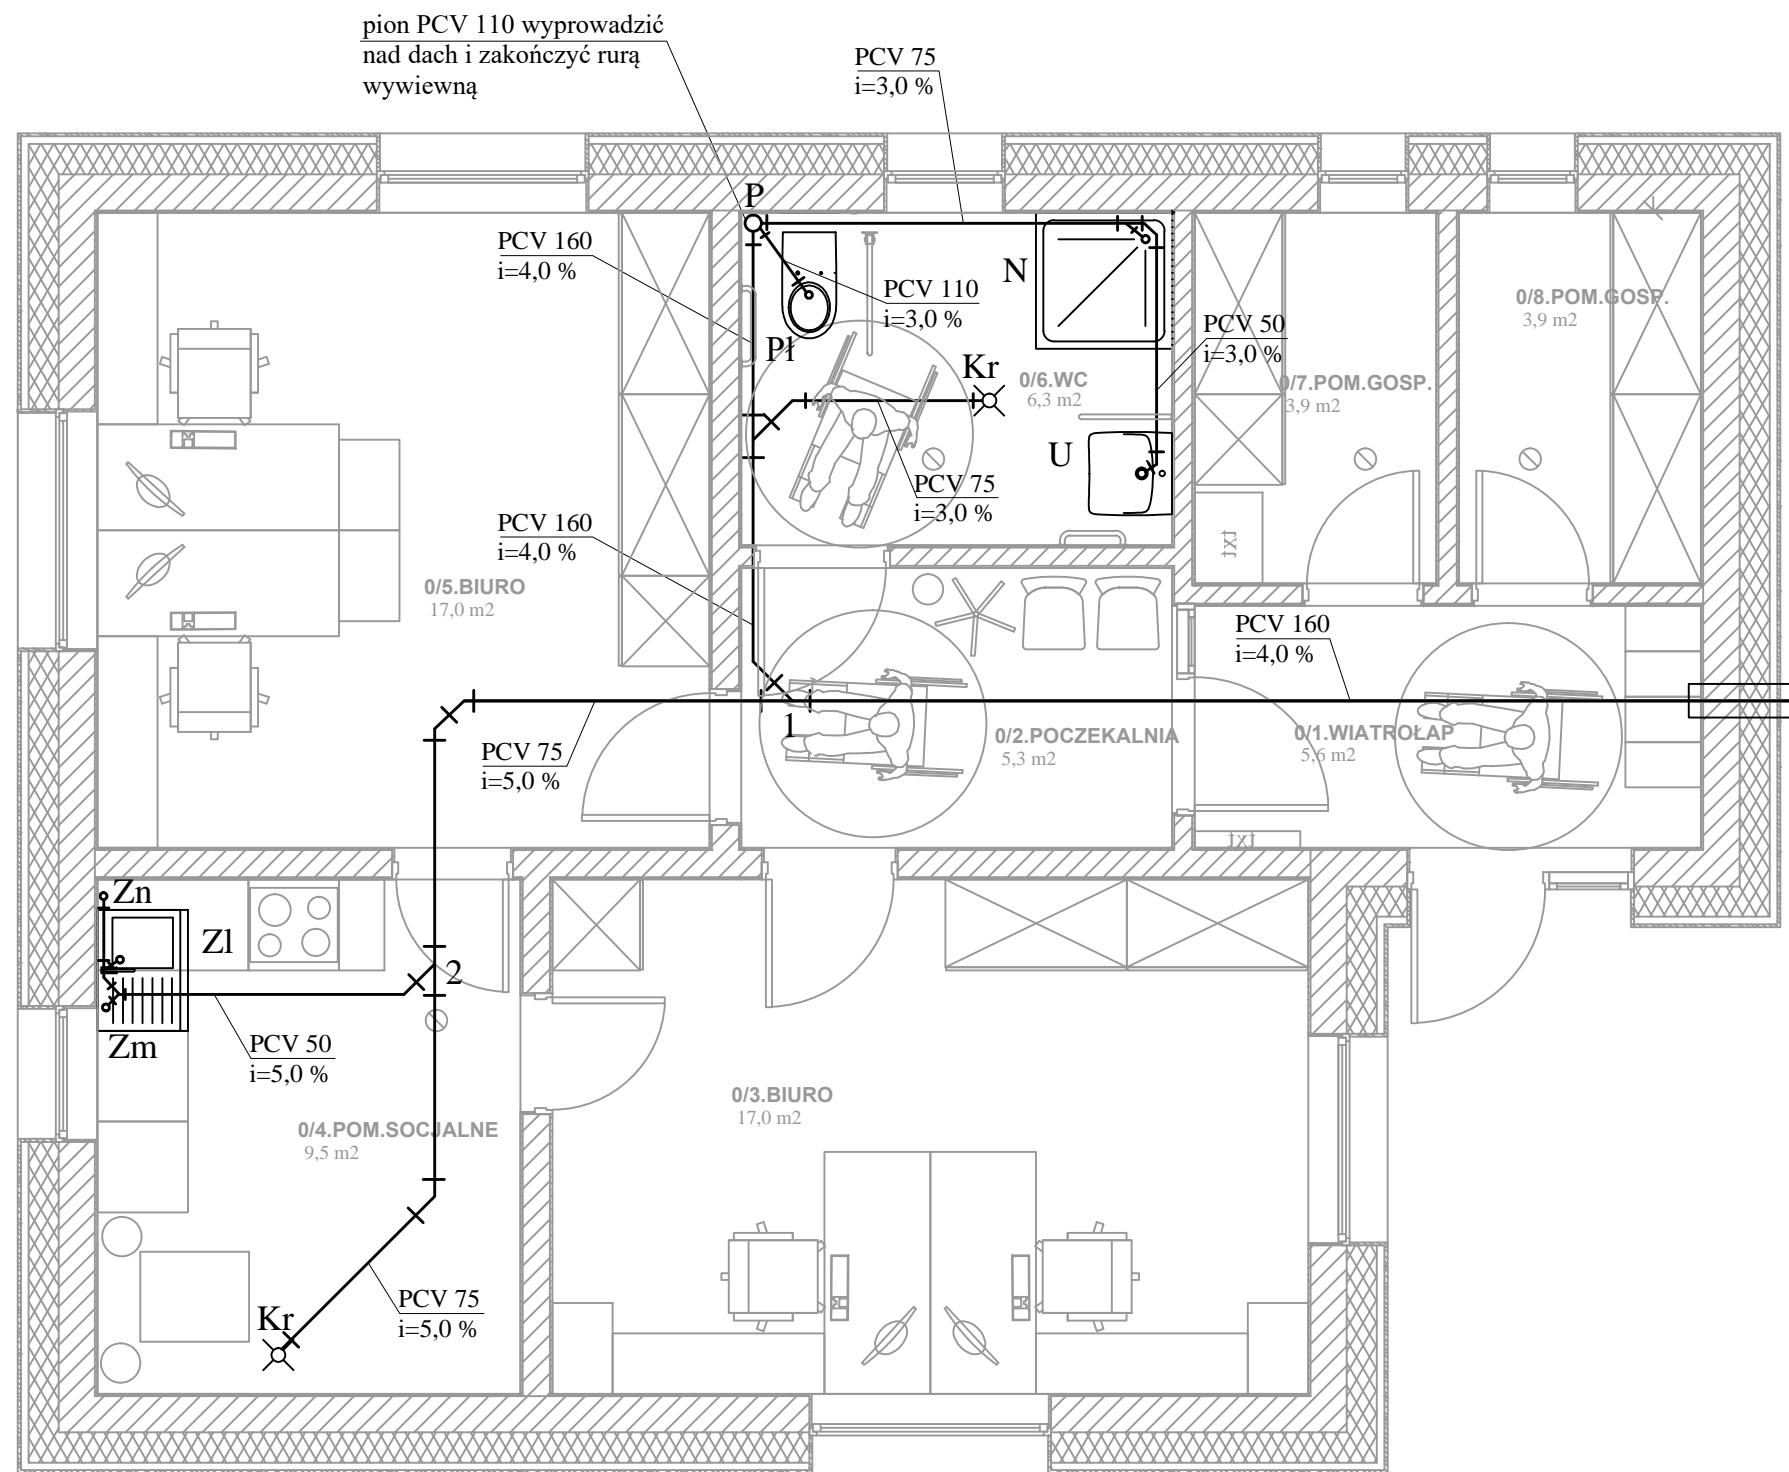 pion PCV 110 wyprowadzić
nad dach i zakończyć rurą
wywiewną
PCV 75
i=3,0 %
P
PCV 160
i=4,0 %
PCV 110
i=3,0 %
N
PCV 50
i=3,0 %
0/8.POM.GOSP.
3,9 m2
Pł
Kr
0/6.WC
6,3 m2
0/7.POM.GOSP.
3,9 m2
U
PCV 75
i=3,0 %
PCV 160
i=4,0 %
0/5.BIURO
17,0 m2
PCV 160
i=4,0 %
1
0/2.POCZEKALNIA
5,3 m2
0/1.WIATROŁAP
5,6 m2
PCV 75
i=5,0 %
Zn
Zl
2
Zm
PCV 50
i=5,0 %
0/3.BIURO
17,0 m2
0/4.POM.SOCJALNE
9,5 m2
Kr
PCV 75
i=5,0 %